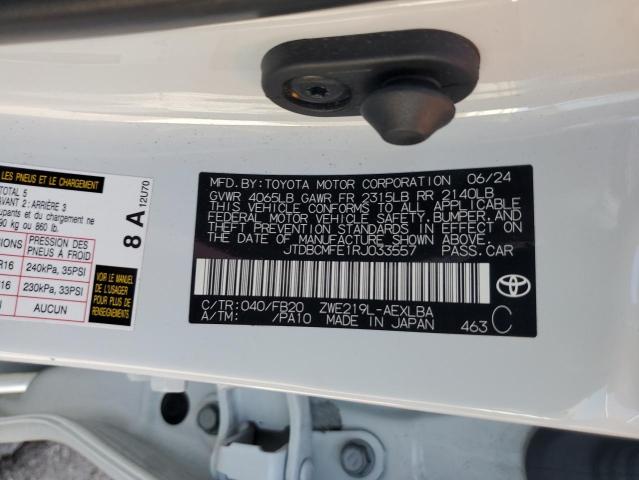 MFD. BY: TOYOTA MOTOR CORPORATION 06/24
GVWR 4065LB GAWR FR 2315LB RR 2140LB
THIS VEHICLE CONFORMS TO ALL APPLICABLE
FEDERAL MOTOR VEHICLE SAFETY, BUMPER, AND
THEFT PREVENTION STANDARDS IN EFFECT ON
THE DATE OF MANUFACTURE SHOWN ABOVE.
JTDBCMFE1RJ033557 PASS. CAR
C/TR: 040/FB20 ZWE219L-AEXLBA
A/TM: /PA10 MADE IN JAPAN 463 C
LES PNEUS ET LE CHARGEMENT
TOTAL 5
AVANT 2: ARRIÈRE 3
upants et du chargement ne
90 kg ou 860 lb.
PRESSION DES
PNEUS À FROID
R16 240kPa, 35PSI
16 230kPa, 33PSI
AUCUN
VOIR LE MANUEL
DE L'USAGER
POUR PLUS DE
RENSEIGNEMENTS
8 A 12U70